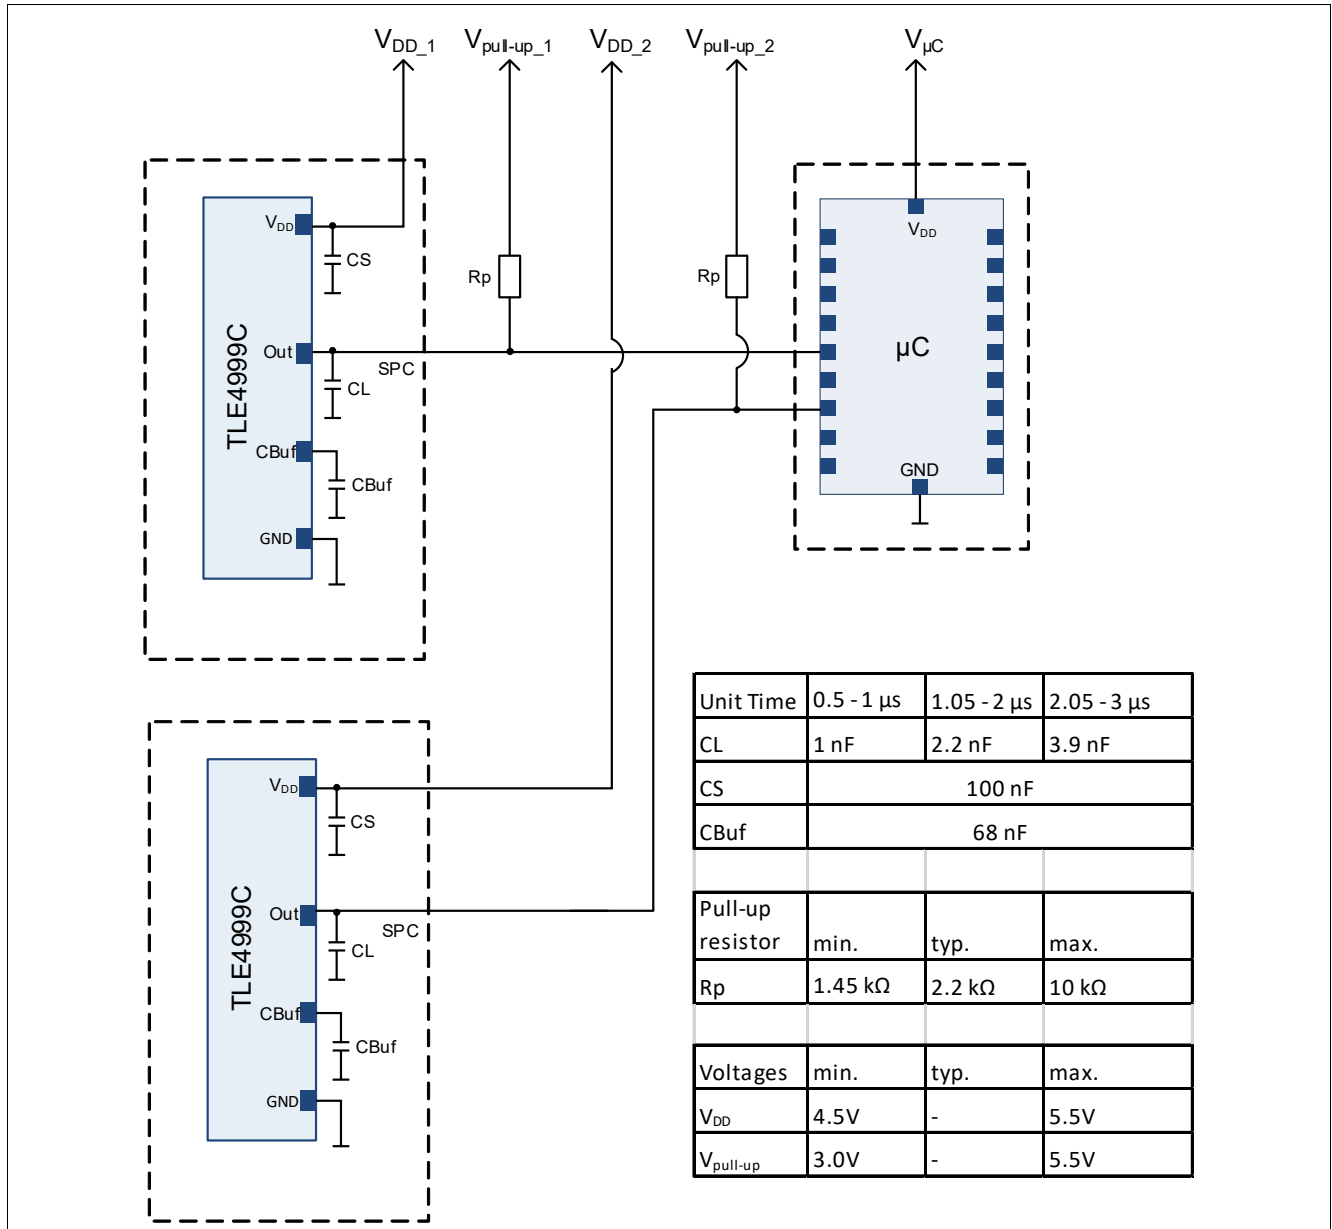 VDD_1 Vpull-up_1 VDD_2 Vpull-up_2 VµC
TLE4999C
VDD
CS
Out
SPC
CL
CBuf
CBuf
GND
Rp
Rp
VDD
µC
GND
TLE4999C
VDD
CS
Out
SPC
CL
CBuf
CBuf
GND
Unit Time 0.5 - 1 µs 1.05 - 2 µs 2.05 - 3 µs
CL 1 nF 2.2 nF 3.9 nF
CS 100 nF
CBuf 68 nF
Pull-up
resistor min. typ. max.
Rp 1.45 kΩ 2.2 kΩ 10 kΩ
Voltages min. typ. max.
VDD 4.5V - 5.5V
Vpull-up 3.0V - 5.5V